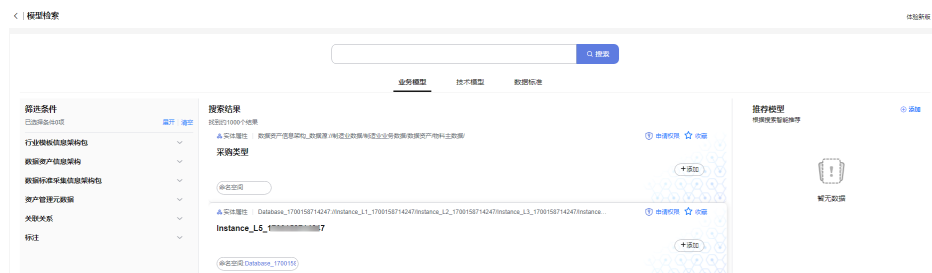 模型检索
体验新版
搜索
业务模型 技术模型 数据标准
筛选条件
已选择条件0项 展开 清空
行业模板信息架构包
数据资产信息架构
数据标准采集信息架构包
资产管理元数据
关联关系
标注
搜索结果
找到约1000个结果
实体属性 数据资产信息架构_数据源://制造业数据/制造业业务数据/数据资产/物料主数据/
申请权限 收藏
采购类型
+添加
命名空间:
实体属性 Database_1700158714247://Instance_L1_1700158714247/Instance_L2_1700158714247/Instance_L3_1700158714247/Instance...
申请权限 收藏
Instance_L5_
+添加
命名空间:Database_170015
推荐模型 添加
根据搜索智能推荐
暂无数据